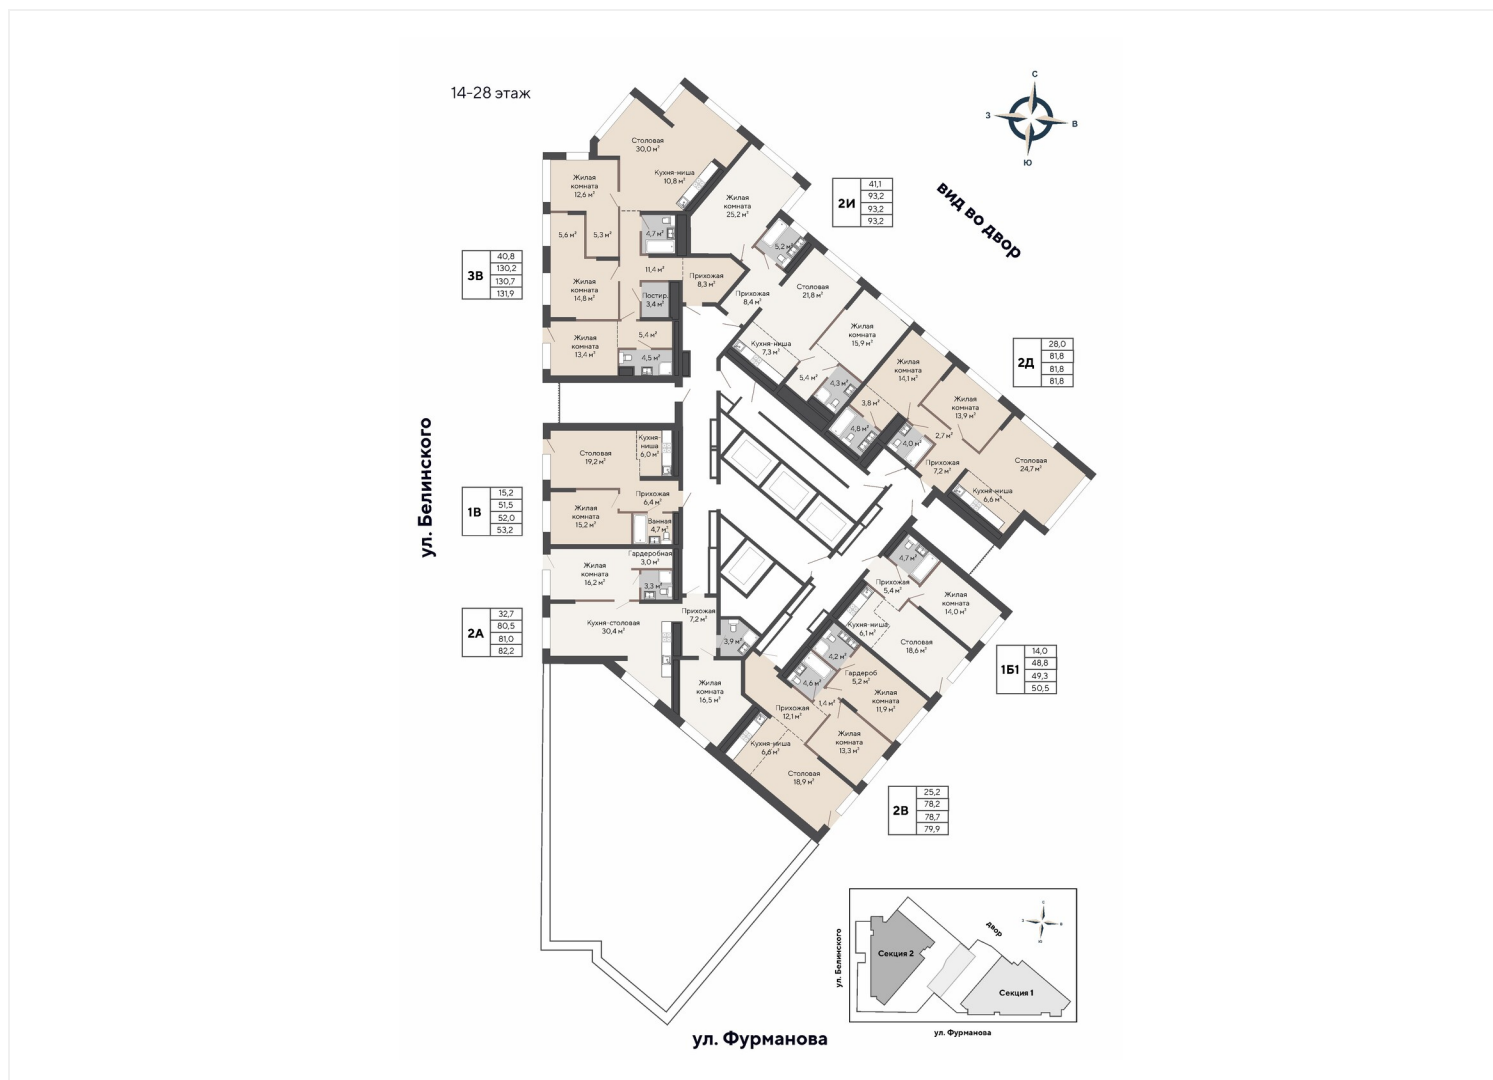 14-28 этаж
С
З
В
Ю
вид во двор
ул. Белинского
ул. Фурманова
Столовая
30,0 м²
Кухня-ниша
10,8 м²
Жилая
комната
12,6 м²
5,6 м²
5,3 м²
4,7 м²
11,4 м²
Прихожая
8,3 м²
Жилая
комната
14,8 м²
Постир.
3,4 м²
5,4 м²
Жилая
комната
13,4 м²
4,5 м²
3В
40,8
130,2
130,7
131,9
Жилая
комната
25,2 м²
5,2 м²
Прихожая
8,4 м²
Столовая
21,8 м²
Кухня-ниша
7,3 м²
Жилая
комната
15,9 м²
5,4 м²
4,3 м²
2И
41,1
93,2
93,2
93,2
Жилая
комната
14,1 м²
3,8 м²
4,8 м²
Жилая
комната
13,9 м²
2,7 м²
4,0 м²
Прихожая
7,2 м²
Столовая
24,7 м²
Кухня-ниша
6,6 м²
2Д
28,0
81,8
81,8
81,8
Столовая
19,2 м²
Кухня-
ниша
6,0 м²
Прихожая
6,4 м²
Жилая
комната
15,2 м²
Ванная
4,7 м²
1В
15,2
51,5
52,0
53,2
Гардеробная
3,0 м²
Жилая
комната
16,2 м²
3,3 м²
Кухня-столовая
30,4 м²
Прихожая
7,2 м²
3,9 м²
Жилая
комната
16,5 м²
2А
32,7
80,5
81,0
82,2
4,7 м²
Прихожая
5,4 м²
Жилая
комната
14,0 м²
Кухня-ниша
6,1 м²
Столовая
18,6 м²
1Б1
14,0
48,8
49,3
50,5
4,2 м²
4,6 м²
Гардероб
5,2 м²
Жилая
комната
11,9 м²
1,4 м²
Прихожая
12,1 м²
Жилая
комната
13,3 м²
Кухня-ниша
6,6 м²
Столовая
18,9 м²
2В
25,2
78,2
78,7
79,9
ул. Белинского
двор
Секция 2
Секция 1
ул. Фурманова